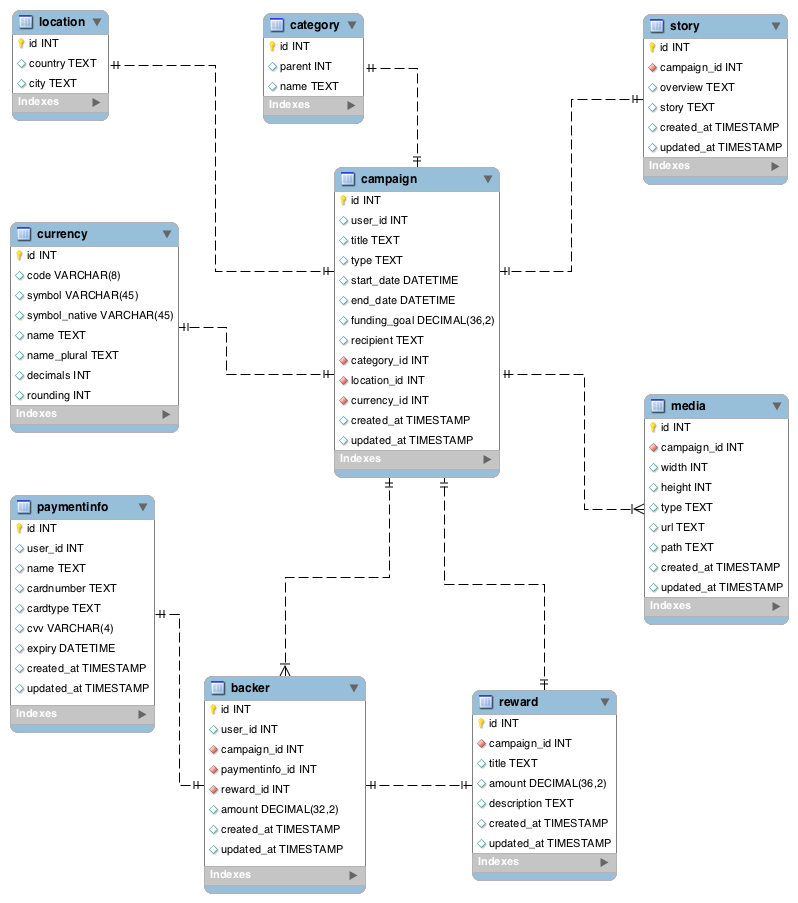 location
id INT
country TEXT
city TEXT
Indexes
category
id INT
parent INT
name TEXT
Indexes
story
id INT
campaign_id INT
overview TEXT
story TEXT
created_at TIMESTAMP
updated_at TIMESTAMP
Indexes
campaign
id INT
user_id INT
title TEXT
type TEXT
start_date DATETIME
end_date DATETIME
funding_goal DECIMAL(36,2)
recipient TEXT
category_id INT
location_id INT
currency_id INT
created_at TIMESTAMP
updated_at TIMESTAMP
Indexes
currency
id INT
code VARCHAR(8)
symbol VARCHAR(45)
symbol_native VARCHAR(45)
name TEXT
name_plural TEXT
decimals INT
rounding INT
Indexes
media
id INT
campaign_id INT
width INT
height INT
type TEXT
url TEXT
path TEXT
created_at TIMESTAMP
updated_at TIMESTAMP
Indexes
paymentinfo
id INT
user_id INT
name TEXT
cardnumber TEXT
cardtype TEXT
cvv VARCHAR(4)
expiry DATETIME
created_at TIMESTAMP
updated_at TIMESTAMP
Indexes
backer
id INT
user_id INT
campaign_id INT
paymentinfo_id INT
reward_id INT
amount DECIMAL(32,2)
created_at TIMESTAMP
updated_at TIMESTAMP
Indexes
reward
id INT
campaign_id INT
title TEXT
amount DECIMAL(36,2)
description TEXT
created_at TIMESTAMP
updated_at TIMESTAMP
Indexes